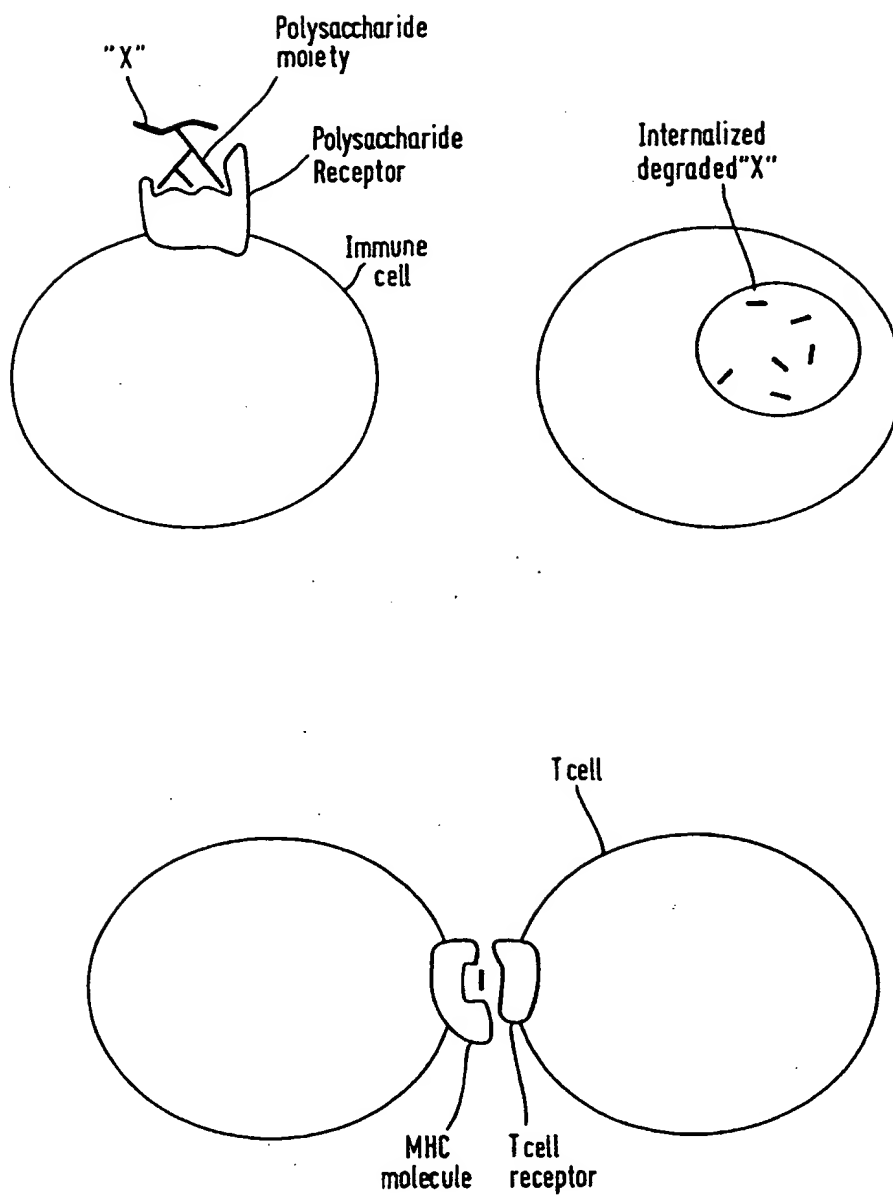 Polysaccharide
moiety
"X"
Polysaccharide
Receptor
Immune
cell
Internalized
degraded "X"
T cell
MHC
molecule
T cell
receptor